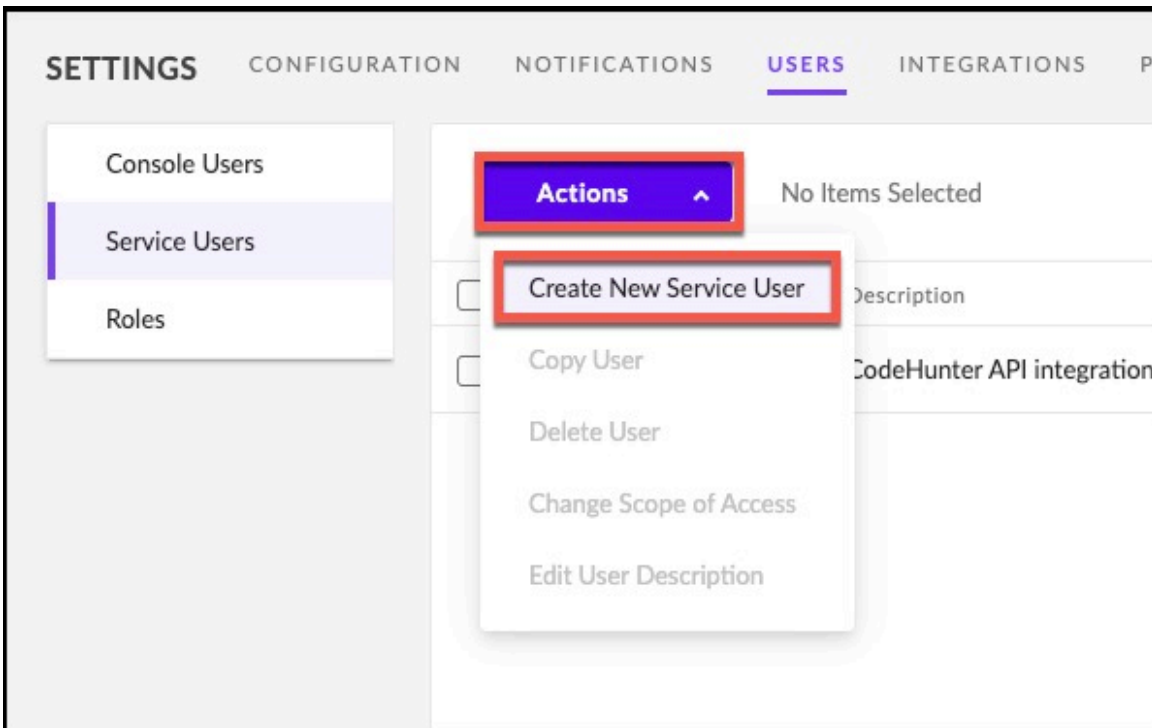 SETTINGS CONFIGURATION NOTIFICATIONS USERS INTEGRATIONS P
Console Users
Service Users
Roles
Actions No Items Selected
Create New Service User
Description
Copy User
CodeHunter API integration
Delete User
Change Scope of Access
Edit User Description